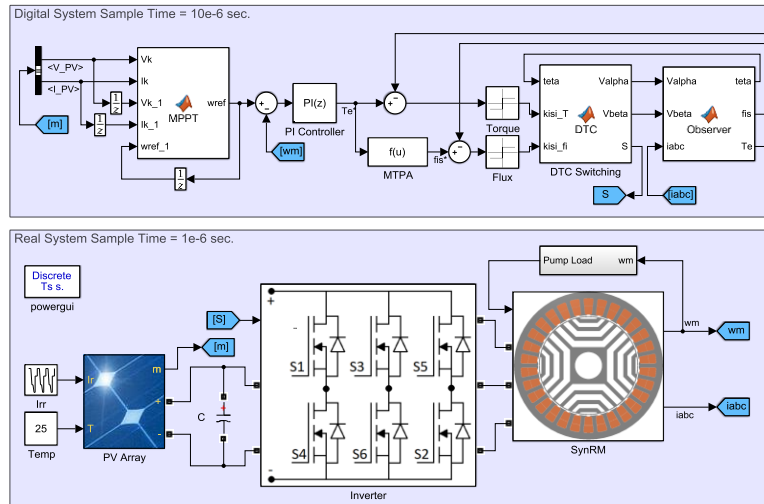 Digital System Sample Time = 10e-6 sec.
<V_PV>
<I_PV>
[m]
1
z
1
z
Vk
Ik
Vk_1
Ik_1
wref_1
wref
MPPT
1
z
+
-
[wm]
PI(z)
PI Controller
Te*
+
-
f(u)
MTPA
fis*
+
-
Torque
Flux
teta
kisi_T
kisi_fi
Valpha
Vbeta
S
DTC
DTC Switching
S
Valpha
Vbeta
iabc
teta
fis
Te
Observer
[iabc]
Real System Sample Time = 1e-6 sec.
Discrete
Ts s.
powergui
Irr
25
Temp
Ir
T
m
+
-
PV Array
[S]
[m]
C
+
+
-
-
S1
S3
S5
S4
S6
S2
Inverter
Pump Load
wm
wm
wm
iabc
iabc
SynRM